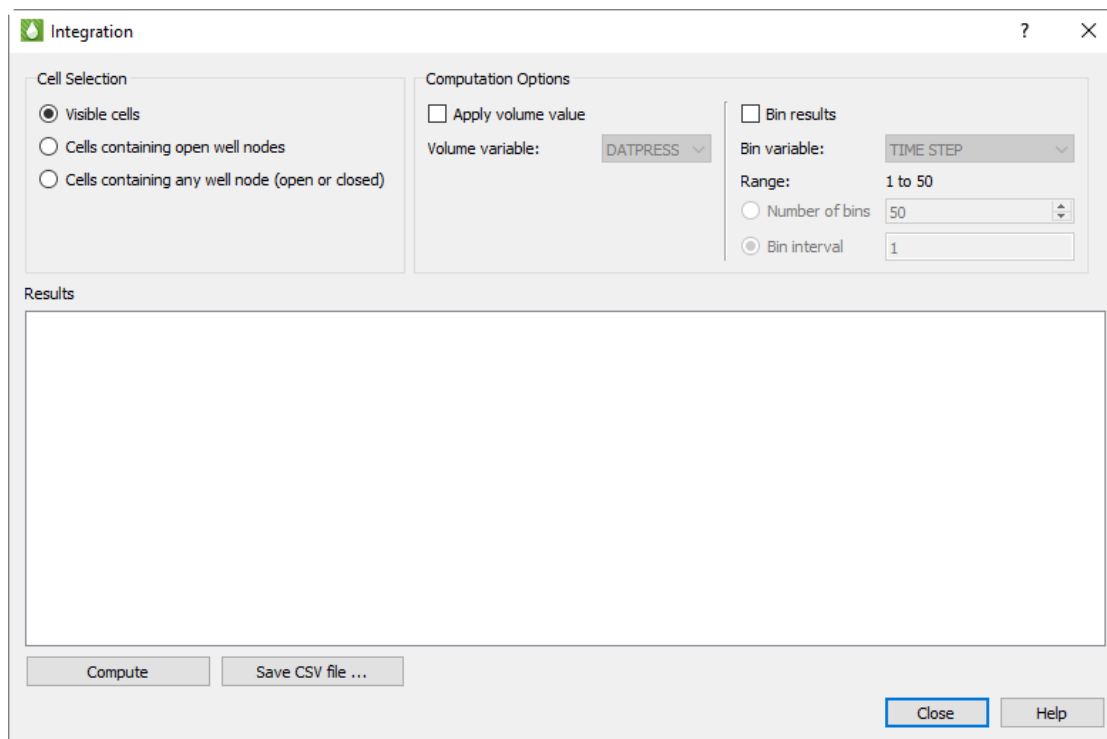 Integration
?
Cell Selection
Visible cells
Cells containing open well nodes
Cells containing any well node (open or closed)
Computation Options
Apply volume value
Volume variable: DATPRESS
Bin results
Bin variable: TIME STEP
Range: 1 to 50
Number of bins 50
Bin interval 1
Results
Compute Save CSV file ...
Close Help